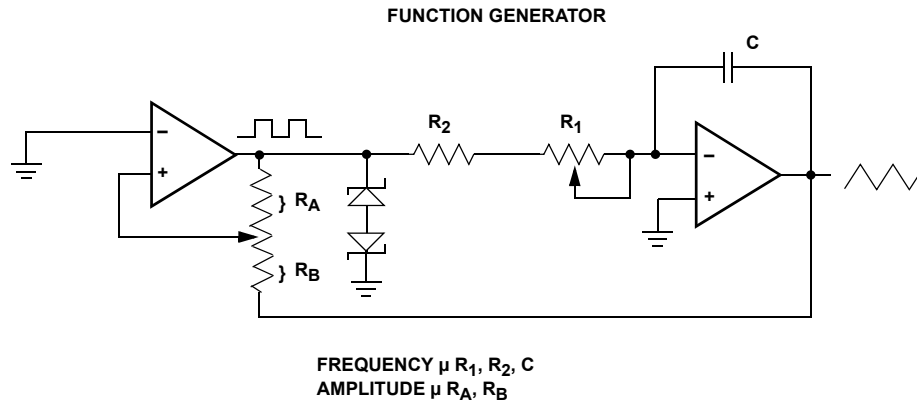 FUNCTION GENERATOR
C
R2
R1
–
+
} RA
} RB
–
+
FREQUENCY µ R1, R2, C
AMPLITUDE µ RA, RB